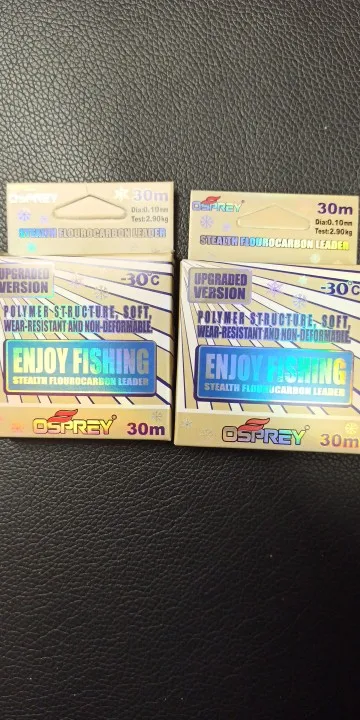 OSPREY 30m
Dia:0.10mm
Test:2.90kg
STEALTH FLOUROCARBON LEADER
UPGRADED
VERSION
-30°C
POLYMER STRUCTURE, SOFT,
WEAR-RESISTANT AND NON-DEFORMABLE.
ENJOY FISHING
STEALTH FLOUROCARBON LEADER
OSPREY® 30m
OSPREY 30m
Dia:0.10mm
Test:2.90kg
STEALTH FLOUROCARBON LEADER
UPGRADED
VERSION
-30°C
POLYMER STRUCTURE, SOFT,
WEAR-RESISTANT AND NON-DEFORMABLE.
ENJOY FISHING
STEALTH FLOUROCARBON LEADER
OSPREY® 30m